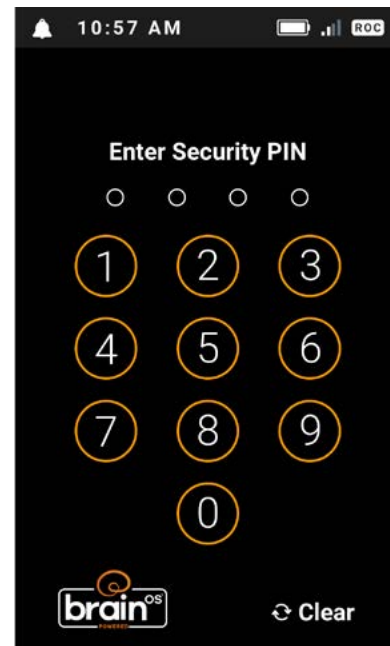 10:57 AM ROC
Enter Security PIN
1 2 3
4 5 6
7 8 9
0
brain OS
POWERED
Clear